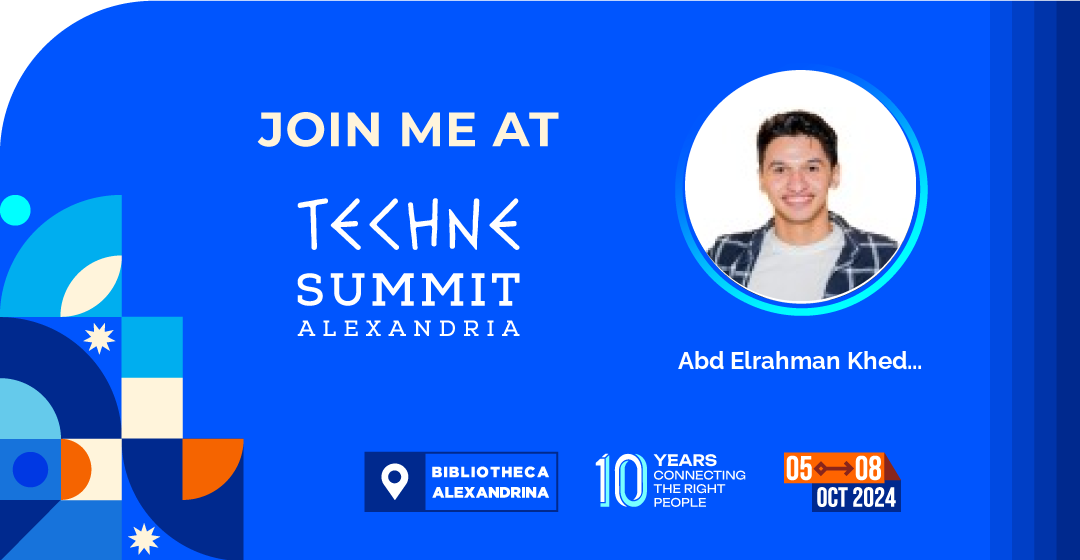 JOIN ME AT
TECHNE
SUMMIT
ALEXANDRIA
Abd Elrahman Khed...
BIBLIOTHECA
ALEXANDRINA
10 YEARS
CONNECTING
THE RIGHT
PEOPLE
05 08
OCT 2024